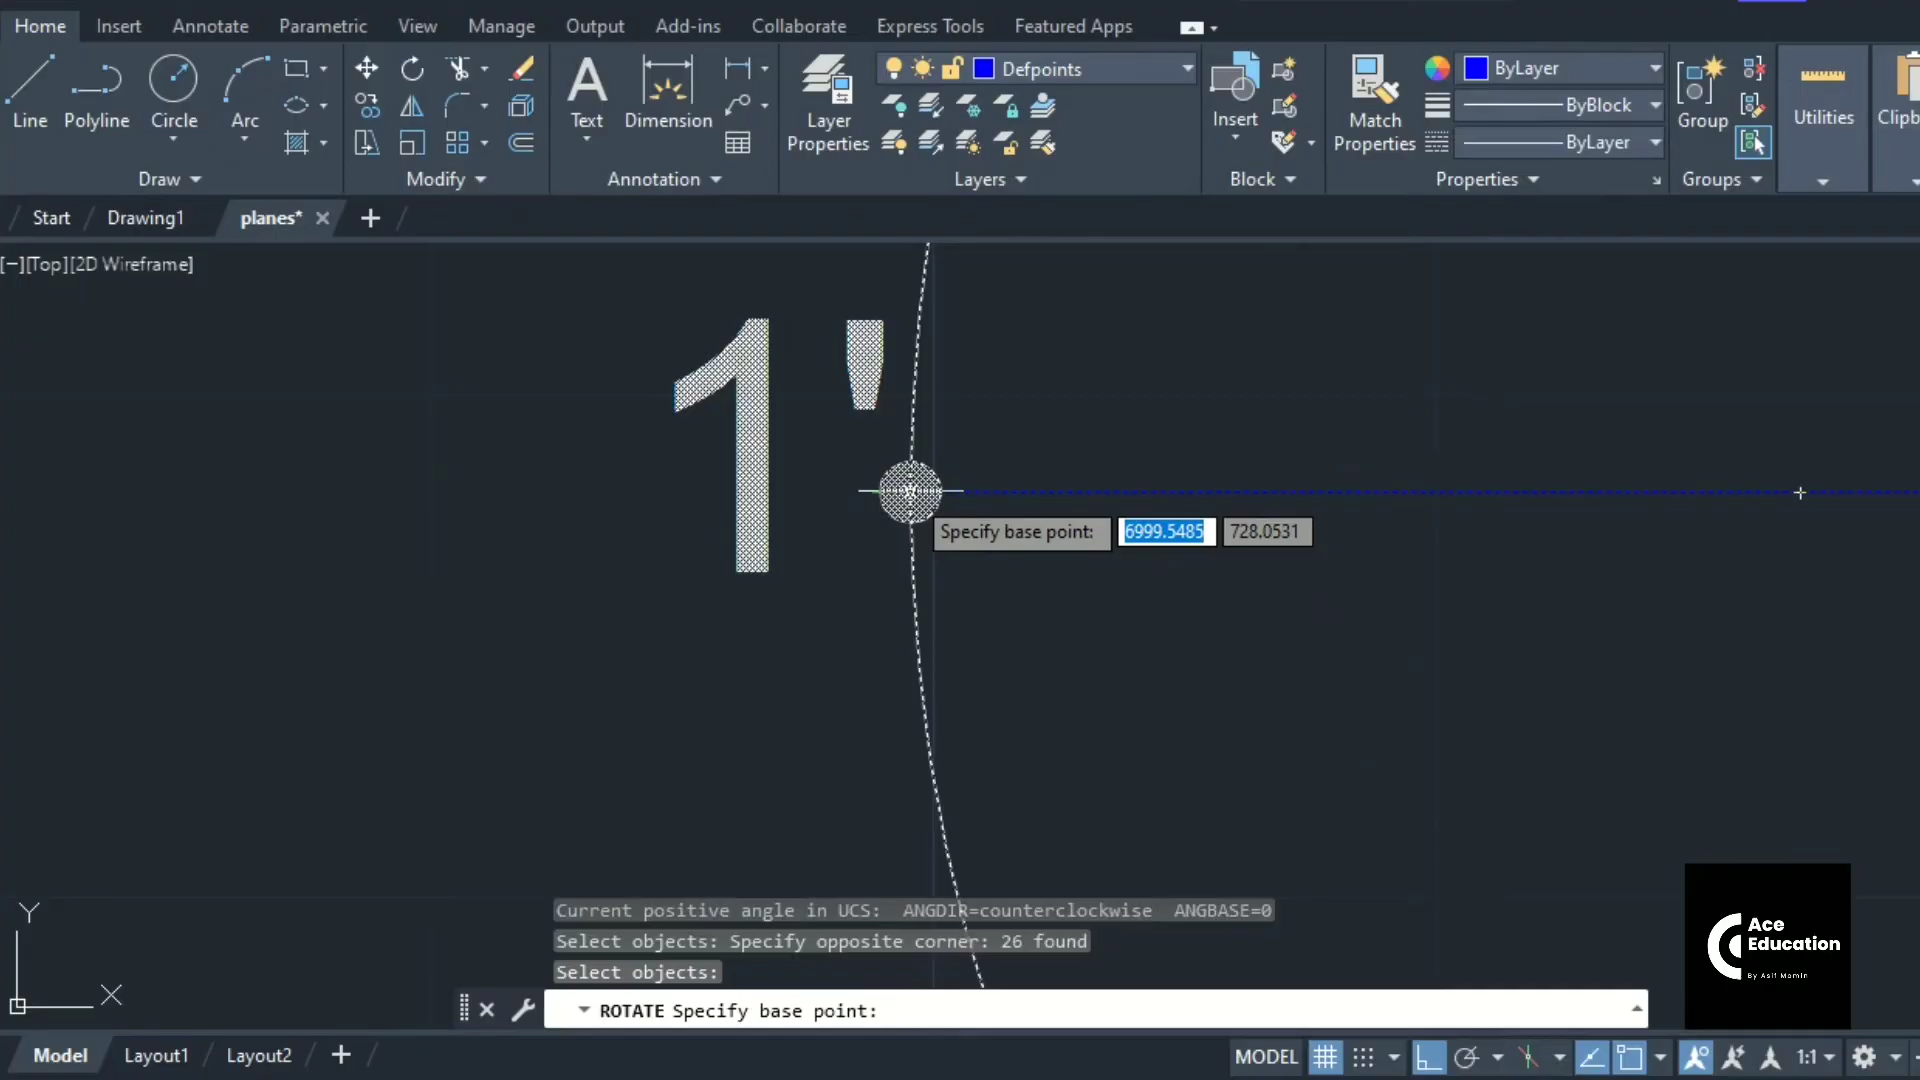 Home Insert Annotate Parametric View Manage Output Add-ins Collaborate Express Tools Featured Apps
Defpoints
ByLayer
ByBlock
ByLayer
Line Polyline Circle Arc Text Dimension Layer Properties Insert Match Properties Group Utilities
Draw Modify Annotation Layers Block Properties Groups
Start Drawing1 planes*
[−][Top][2D Wireframe]
1'
Specify base point: 6999.5485 728.0531
Current positive angle in UCS: ANGDIR=counterclockwise ANGBASE=0
Select objects: Specify opposite corner: 26 found
Select objects:
ROTATE Specify base point:
Y
X
Ace
Education
By Asif Momin
Model Layout1 Layout2
MODEL 1:1